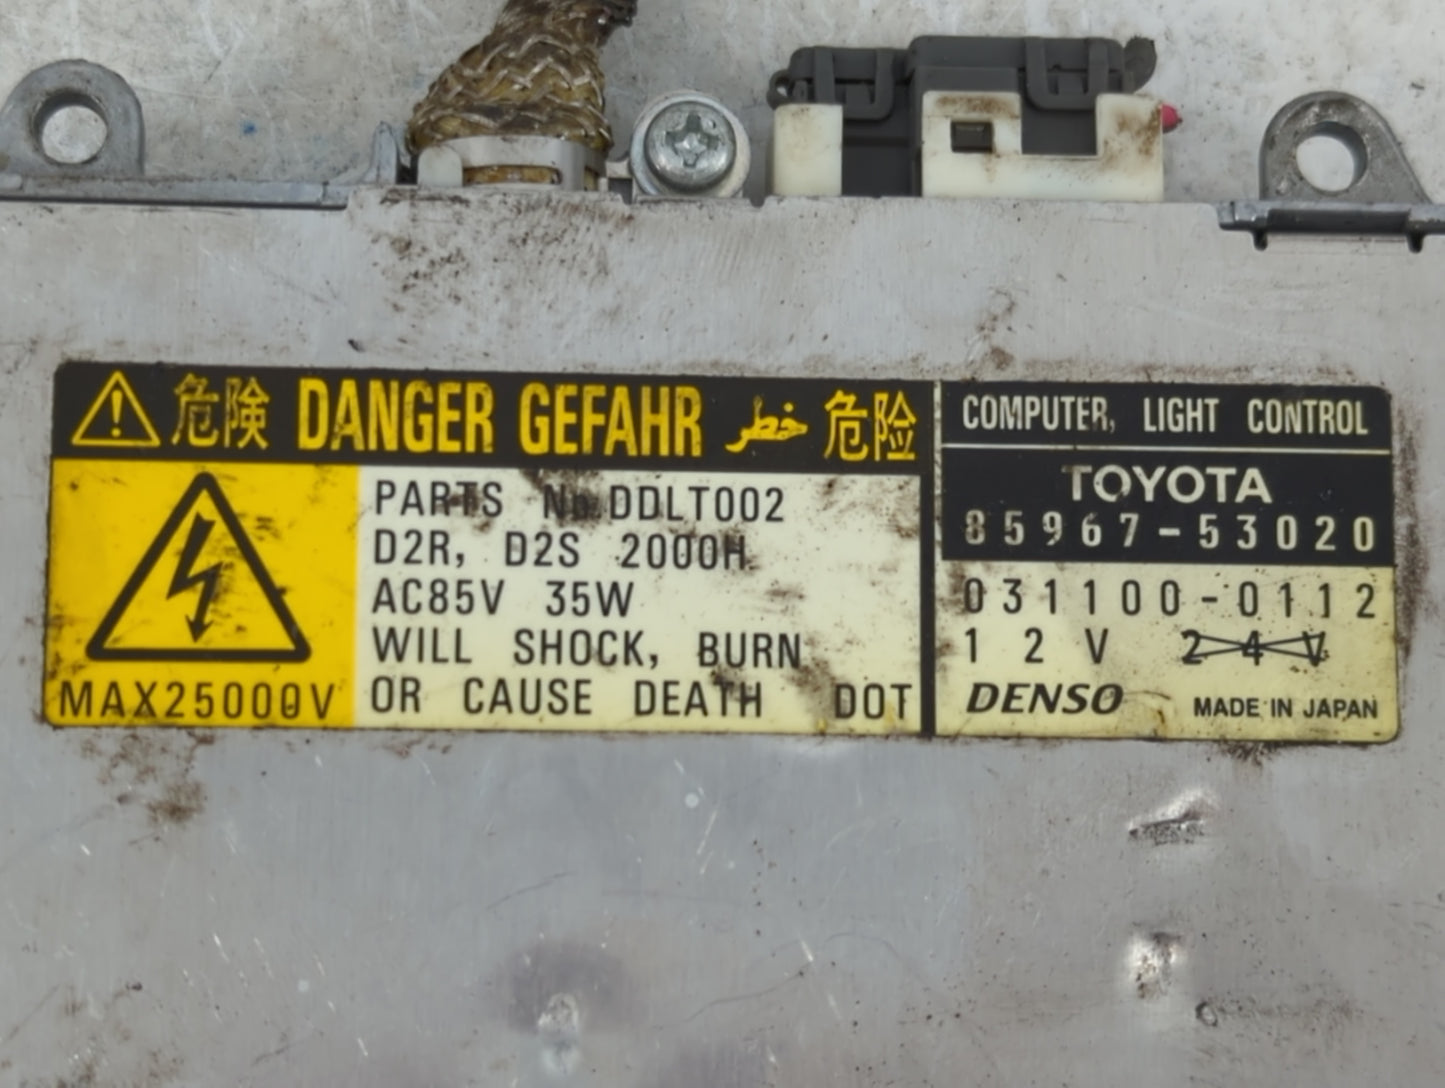 危険 DANGER GEFAHR خطر 危险
PARTS No.DDLT002
D2R, D2S 2000H
AC85V 35W
WILL SHOCK, BURN
OR CAUSE DEATH DOT
MAX25000V
COMPUTER, LIGHT CONTROL
TOYOTA
85967-53020
031100-0112
12V 24V
DENSO MADE IN JAPAN